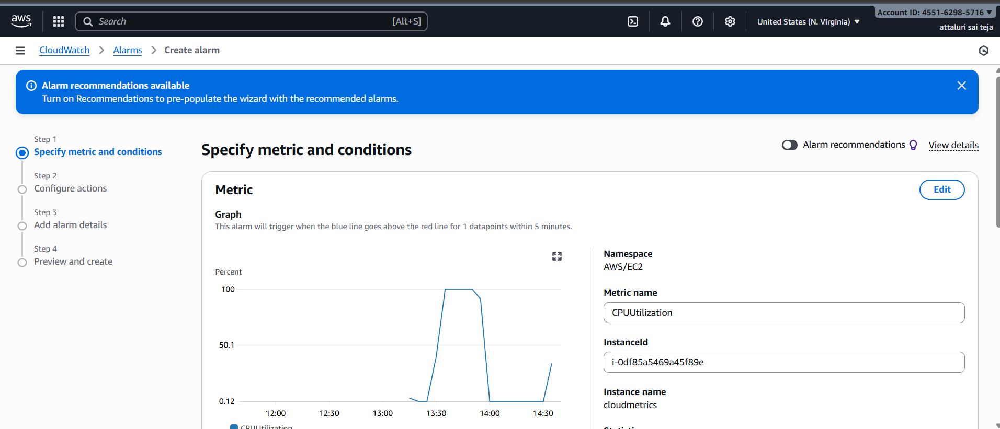 aws
Search
[Alt+S]
United States (N. Virginia)
Account ID: 4551-6298-5716
attaluri sai teja
CloudWatch
Alarms
Create alarm
Alarm recommendations available
Turn on Recommendations to pre-populate the wizard with the recommended alarms.
Step 1
Specify metric and conditions
Step 2
Configure actions
Step 3
Add alarm details
Step 4
Preview and create
Specify metric and conditions
Alarm recommendations
View details
Metric
Edit
Graph
This alarm will trigger when the blue line goes above the red line for 1 datapoints within 5 minutes.
Percent
100
50.1
0.12
12:00
12:30
13:00
13:30
14:00
14:30
CPUUtilization
Namespace
AWS/EC2
Metric name
CPUUtilization
InstanceId
i-0df85a5469a45f89e
Instance name
cloudmetrics